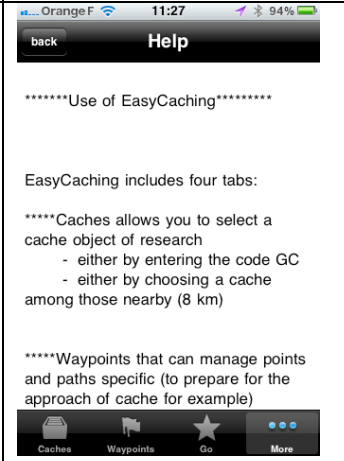 Orange F 11:27 94%
back Help
*******Use of EasyCaching*********
EasyCaching includes four tabs:
*****Caches allows you to select a
cache object of research
- either by entering the code GC
- either by choosing a cache
among those nearby (8 km)
*****Waypoints that can manage points
and paths specific (to prepare for the
approach of cache for example)
Caches Waypoints Go More